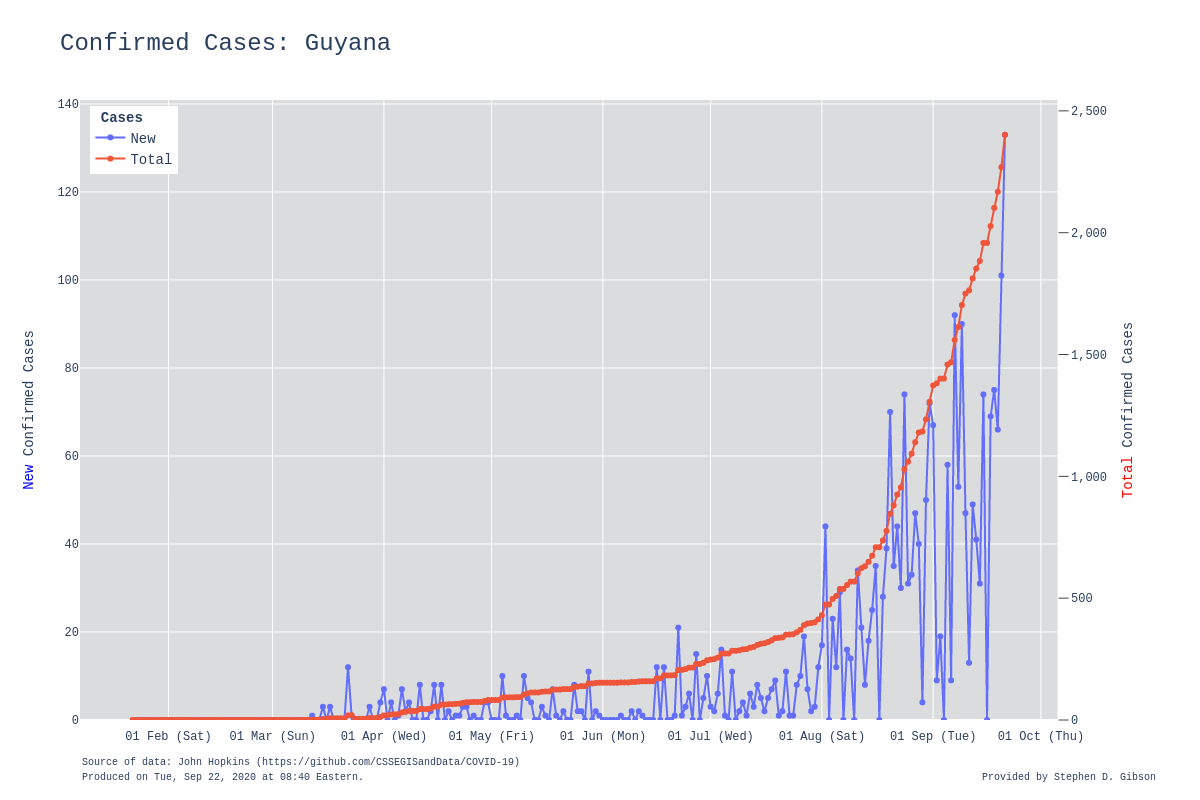 Confirmed Cases: Guyana
Cases
New
Total
140
120
100
80
60
40
20
0
New Confirmed Cases
2,500
2,000
1,500
1,000
500
0
Total Confirmed Cases
01 Feb (Sat) 01 Mar (Sun) 01 Apr (Wed) 01 May (Fri) 01 Jun (Mon) 01 Jul (Wed) 01 Aug (Sat) 01 Sep (Tue) 01 Oct (Thu)
Source of data: John Hopkins (https://github.com/CSSEGISandData/COVID-19)
Produced on Tue, Sep 22, 2020 at 08:40 Eastern.
Provided by Stephen D. Gibson